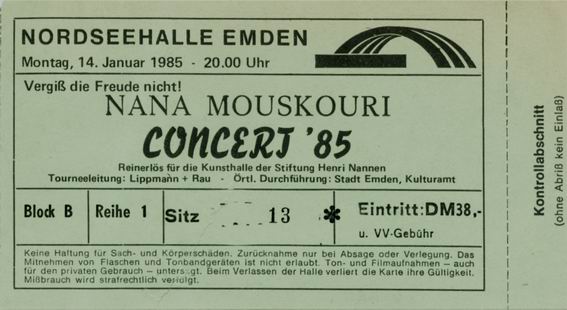 NORDSEEHALLE EMDEN
Montag, 14. Januar 1985 - 20.00 Uhr
Vergiß die Freude nicht!
NANA MOUSKOURI
CONCERT '85
Reinerlös für die Kunsthalle der Stiftung Henri Nannen
Tourneeleitung: Lippmann + Rau - Örtl. Durchführung: Stadt Emden, Kulturamt
Block B Reihe 1 Sitz 13 * Eintritt: DM38,-
u. VV-Gebühr
Keine Haftung für Sach- und Körperschäden. Zurücknahme nur bei Absage oder Verlegung. Das
Mitnehmen von Flaschen und Tonbandgeräten ist nicht erlaubt. Ton- und Filmaufnahmen – auch
für den privaten Gebrauch – untersagt. Beim Verlassen der Halle verliert die Karte ihre Gültigkeit.
Mißbrauch wird strafrechtlich verfolgt.
Kontrollabschnitt
(ohne Abriß kein Einlaß)